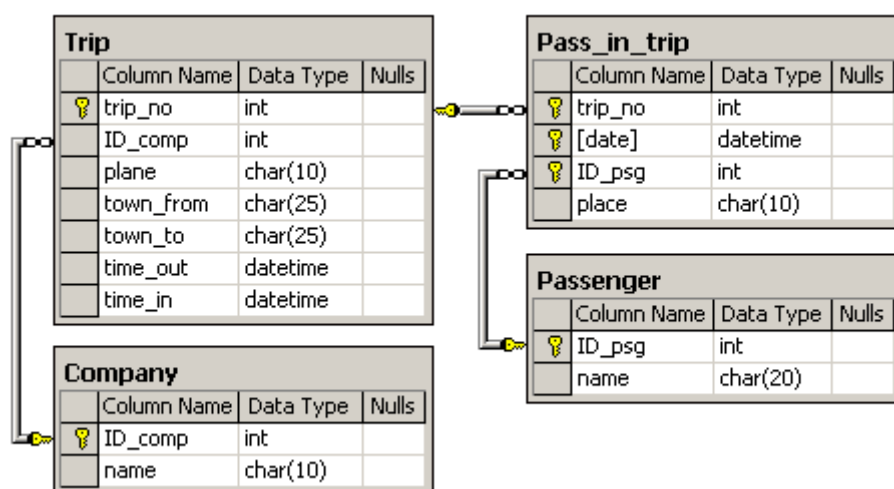 Trip
Column Name Data Type Nulls
trip_no int
ID_comp int
plane char(10)
town_from char(25)
town_to char(25)
time_out datetime
time_in datetime
Company
Column Name Data Type Nulls
ID_comp int
name char(10)
Pass_in_trip
Column Name Data Type Nulls
trip_no int
[date] datetime
ID_psg int
place char(10)
Passenger
Column Name Data Type Nulls
ID_psg int
name char(20)